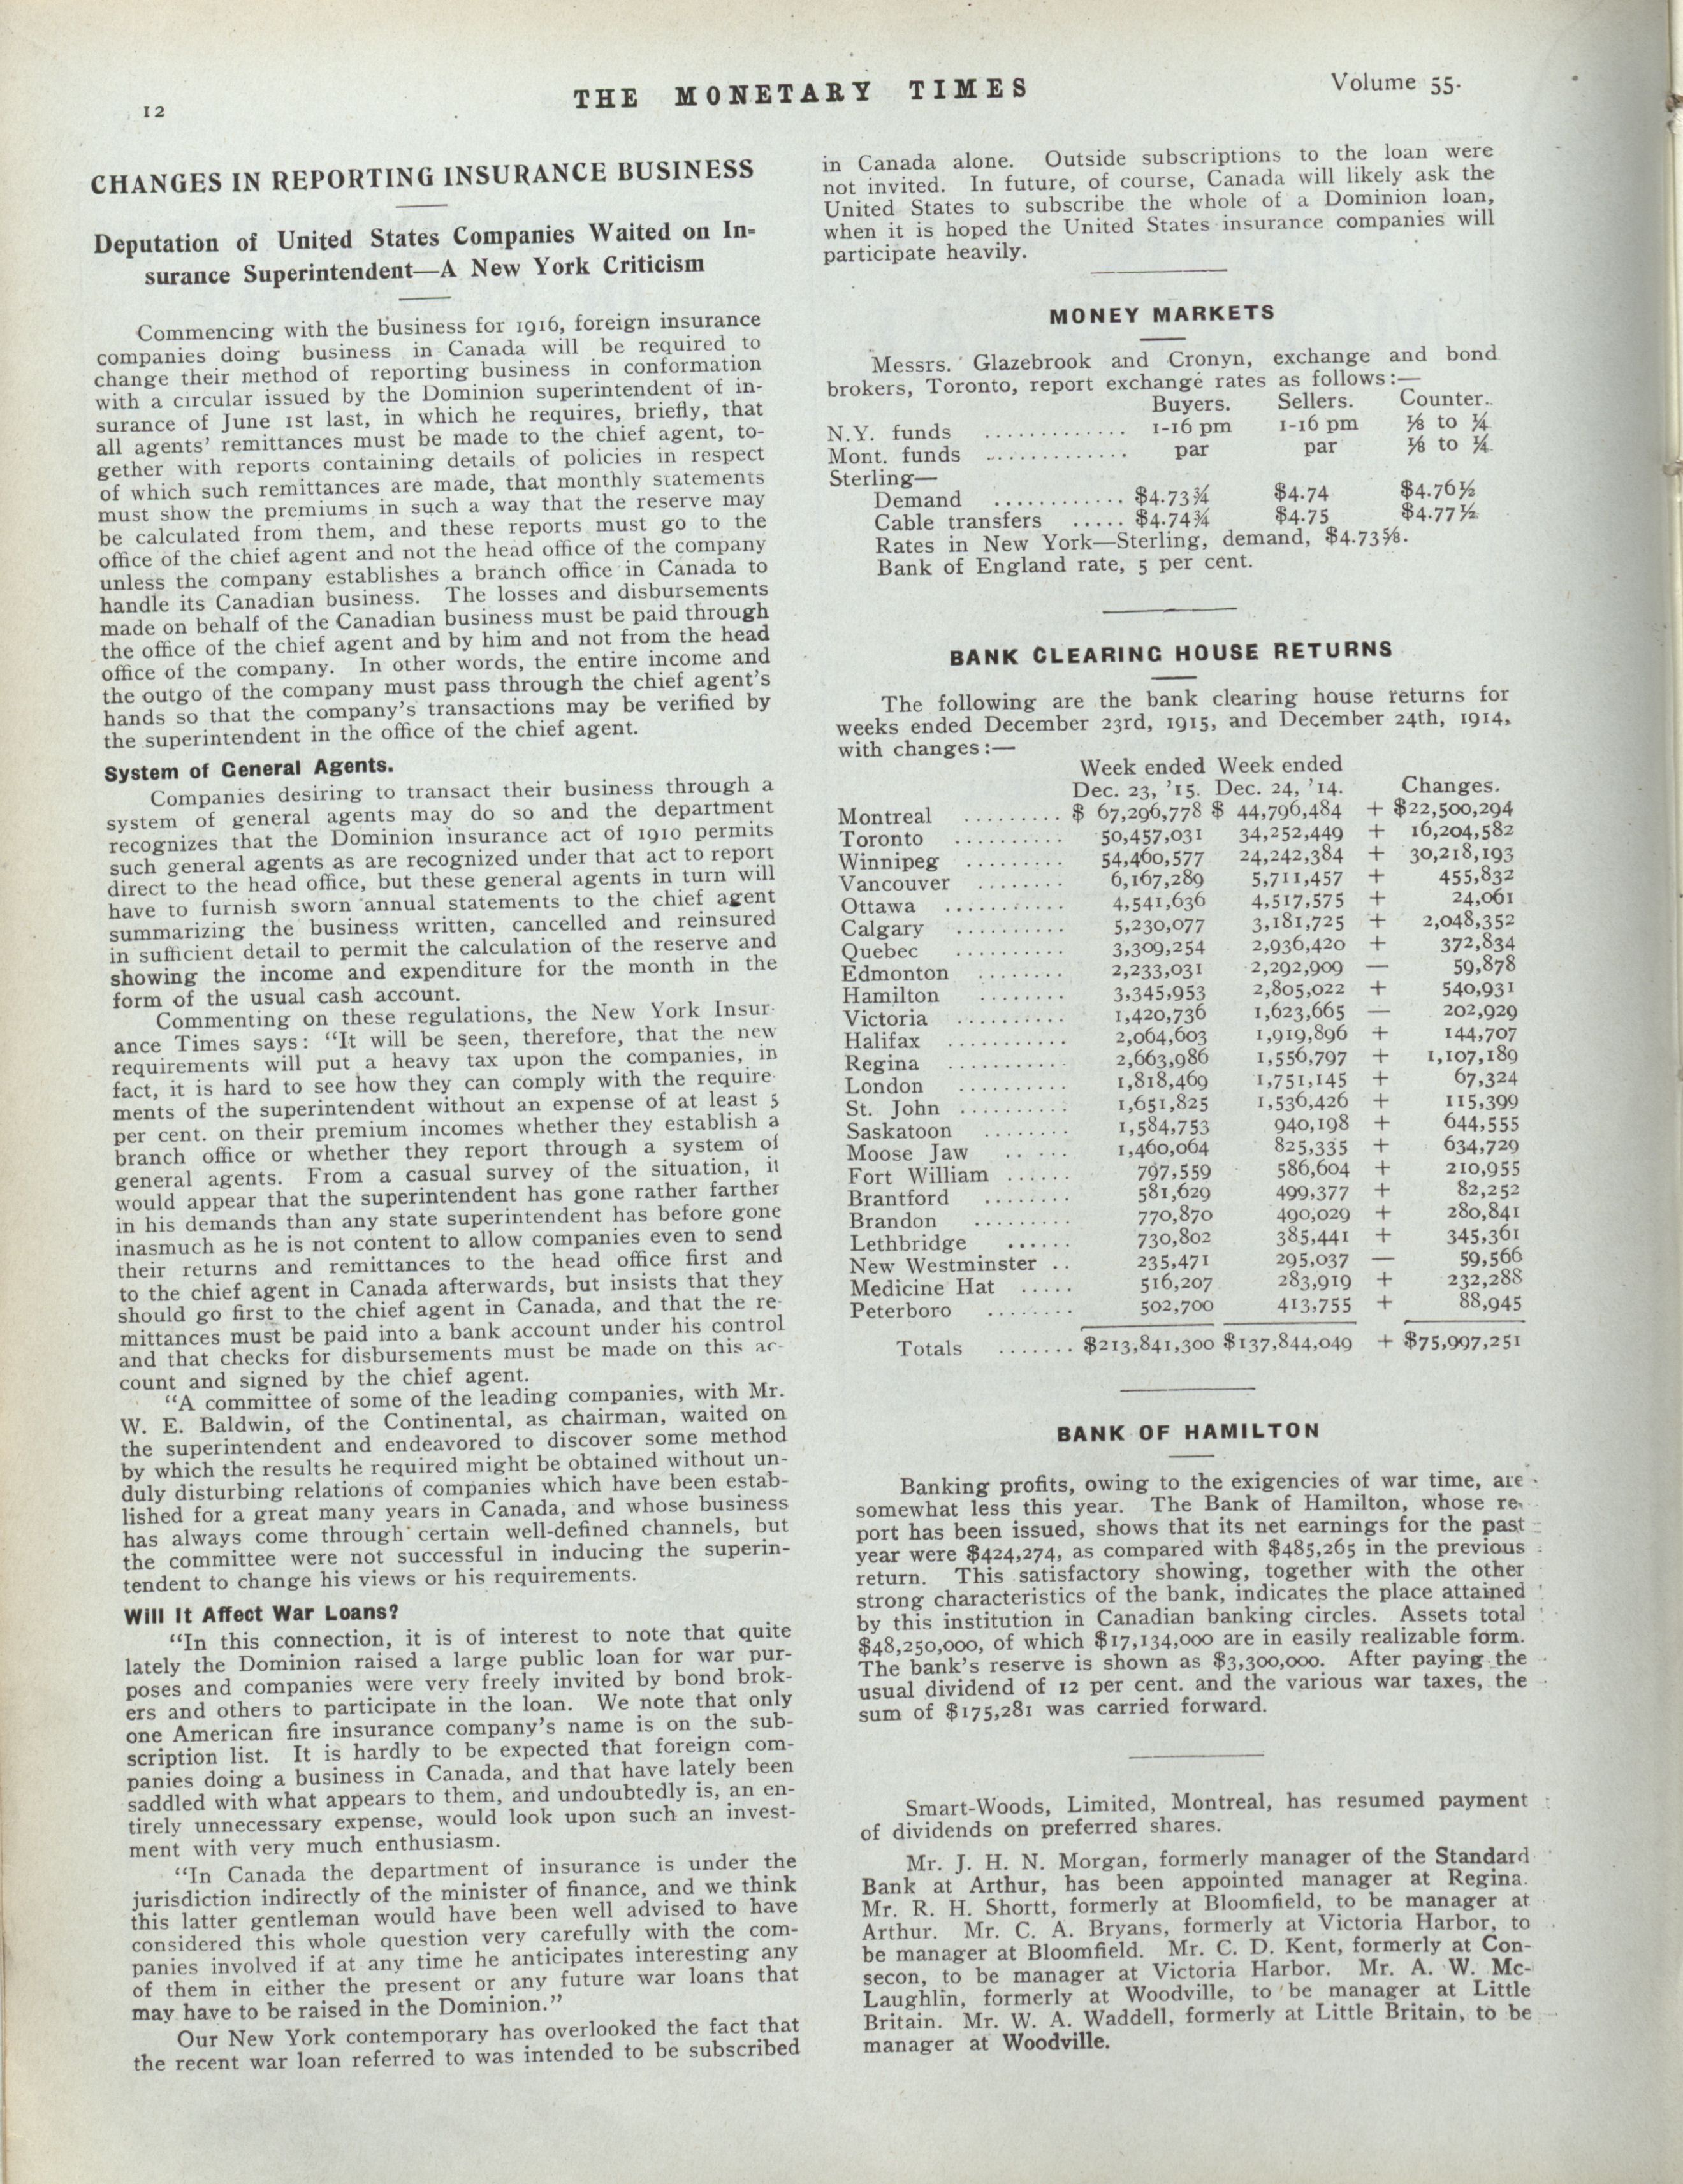 12
THE MONETARY TIMES
Volume 55.
CHANGES IN REPORTING INSURANCE BUSINESS
Deputation of United States Companies Waited on In-
surance Superintendent—A New York Criticism
Commencing with the business for 1916, foreign insurance
companies doing business in Canada will be required to
change their method of reporting business in conformation
with a circular issued by the Dominion superintendent of in-
surance of June 1st last, in which he requires, briefly, that
all agents' remittances must be made to the chief agent, to-
gether with reports containing details of policies in respect
of which such remittances are made, that monthly statements
must show the premiums in such a way that the reserve may
be calculated from them, and these reports must go to the
office of the chief agent and not the head office of the company
unless the company establishes a branch office in Canada to
handle its Canadian business. The losses and disbursements
made on behalf of the Canadian business must be paid through
the office of the chief agent and by him and not from the head
office of the company. In other words, the entire income and
the outgo of the company must pass through the chief agent's
hands so that the company's transactions may be verified by
the superintendent in the office of the chief agent.
System of General Agents.
Companies desiring to transact their business through a
system of general agents may do so and the department
recognizes that the Dominion insurance act of 1910 permits
such general agents as are recognized under that act to report
direct to the head office, but these general agents in turn will
have to furnish sworn annual statements to the chief agent
summarizing the business written, cancelled and reinsured
in sufficient detail to permit the calculation of the reserve and
showing the income and expenditure for the month in the
form of the usual cash account.
Commenting on these regulations, the New York Insur-
ance Times says: "It will be seen, therefore, that the new
requirements will put a heavy tax upon the companies, in
fact, it is hard to see how they can comply with the require-
ments of the superintendent without an expense of at least 5
per cent. on their premium incomes whether they establish a
branch office or whether they report through a system of
general agents. From a casual survey of the situation, it
would appear that the superintendent has gone rather farther
in his demands than any state superintendent has before gone
inasmuch as he is not content to allow companies even to send
their returns and remittances to the head office first and
to the chief agent in Canada afterwards, but insists that they
should go first to the chief agent in Canada, and that the re-
mittances must be paid into a bank account under his control
and that checks for disbursements must be made on this ac-
count and signed by the chief agent.
"A committee of some of the leading companies, with Mr.
W. E. Baldwin, of the Continental, as chairman, waited on
the superintendent and endeavored to discover some method
by which the results he required might be obtained without un-
duly disturbing relations of companies which have been estab-
lished for a great many years in Canada, and whose business
has always come through certain well-defined channels, but
the committee were not successful in inducing the superin-
tendent to change his views or his requirements.
Will It Affect War Loans?
"In this connection, it is of interest to note that quite
lately the Dominion raised a large public loan for war pur-
poses and companies were very freely invited by bond brok-
ers and others to participate in the loan. We note that only
one American fire insurance company's name is on the sub-
scription list. It is hardly to be expected that foreign com-
panies doing a business in Canada, and that have lately been
saddled with what appears to them, and undoubtedly is, an en-
tirely unnecessary expense, would look upon such an invest-
ment with very much enthusiasm.
"In Canada the department of insurance is under the
jurisdiction indirectly of the minister of finance, and we think
this latter gentleman would have been well advised to have
considered this whole question very carefully with the com-
panies involved if at any time he anticipates interesting any
of them in either the present or any future war loans that
may have to be raised in the Dominion."
Our New York contemporary has overlooked the fact that
the recent war loan referred to was intended to be subscribed
in Canada alone. Outside subscriptions to the loan were
not invited. In future, of course, Canada will likely ask the
United States to subscribe the whole of a Dominion loan,
when it is hoped the United States insurance companies will
participate heavily.
MONEY MARKETS
Messrs. Glazebrook and Cronyn, exchange and bond
brokers, Toronto, report exchange rates as follows:—
Buyers. Sellers. Counter.
N.Y. funds ............. 1-16 pm 1-16 pm ⅛ to ¼
Mont. funds ............. par par ⅛ to ¼
Sterling—
Demand ............ $4.73¾ $4.74 $4.76½
Cable transfers ..... $4.74¾ $4.75 $4.77½
Rates in New York—Sterling, demand, $4.73⅝.
Bank of England rate, 5 per cent.
BANK CLEARING HOUSE RETURNS
The following are the bank clearing house returns for
weeks ended December 23rd, 1915, and December 24th, 1914,
with changes:—
Week ended Week ended
Dec. 23, '15. Dec. 24, '14. Changes.
Montreal ......... $ 67,296,778 $ 44,796,484 + $22,500,294
Toronto .......... 50,457,031 34,252,449 + 16,204,582
Winnipeg ......... 54,460,577 24,242,384 + 30,218,193
Vancouver ........ 6,167,289 5,711,457 + 455,832
Ottawa ........... 4,541,636 4,517,575 + 24,061
Calgary .......... 5,230,077 3,181,725 + 2,048,352
Quebec .......... 3,309,254 2,936,420 + 372,834
Edmonton ........ 2,233,031 2,292,909 — 59,878
Hamilton ........ 3,345,953 2,805,022 + 540,931
Victoria .......... 1,420,736 1,623,665 — 202,929
Halifax ........... 2,064,603 1,919,896 + 144,707
Regina ........... 2,663,986 1,556,797 + 1,107,189
London .......... 1,818,469 1,751,145 + 67,324
St. John .......... 1,651,825 1,536,426 + 115,399
Saskatoon ........ 1,584,753 940,198 + 644,555
Moose Jaw ..... 1,460,064 825,335 + 634,729
Fort William ...... 797,559 586,604 + 210,955
Brantford ........ 581,629 499,377 + 82,252
Brandon ......... 770,870 490,029 + 280,841
Lethbridge ...... 730,802 385,441 + 345,361
New Westminster .. 235,471 295,037 — 59,566
Medicine Hat ..... 516,207 283,919 + 232,288
Peterboro ........ 502,700 413,755 + 88,945
Totals ....... $213,841,300 $137,844,049 + $75,997,251
BANK OF HAMILTON
Banking profits, owing to the exigencies of war time, are
somewhat less this year. The Bank of Hamilton, whose re-
port has been issued, shows that its net earnings for the past
year were $424,274, as compared with $485,265 in the previous
return. This satisfactory showing, together with the other
strong characteristics of the bank, indicates the place attained
by this institution in Canadian banking circles. Assets total
$48,250,000, of which $17,134,000 are in easily realizable form.
The bank's reserve is shown as $3,300,000. After paying the
usual dividend of 12 per cent. and the various war taxes, the
sum of $175,281 was carried forward.
Smart-Woods, Limited, Montreal, has resumed payment
of dividends on preferred shares.
Mr. J. H. N. Morgan, formerly manager of the Standard
Bank at Arthur, has been appointed manager at Regina.
Mr. R. H. Shortt, formerly at Bloomfield, to be manager at
Arthur. Mr. C. A. Bryans, formerly at Victoria Harbor, to
be manager at Bloomfield. Mr. C. D. Kent, formerly at Con-
secon, to be manager at Victoria Harbor. Mr. A. W. Mc-
Laughlin, formerly at Woodville, to be manager at Little
Britain. Mr. W. A. Waddell, formerly at Little Britain, to be
manager at Woodville.